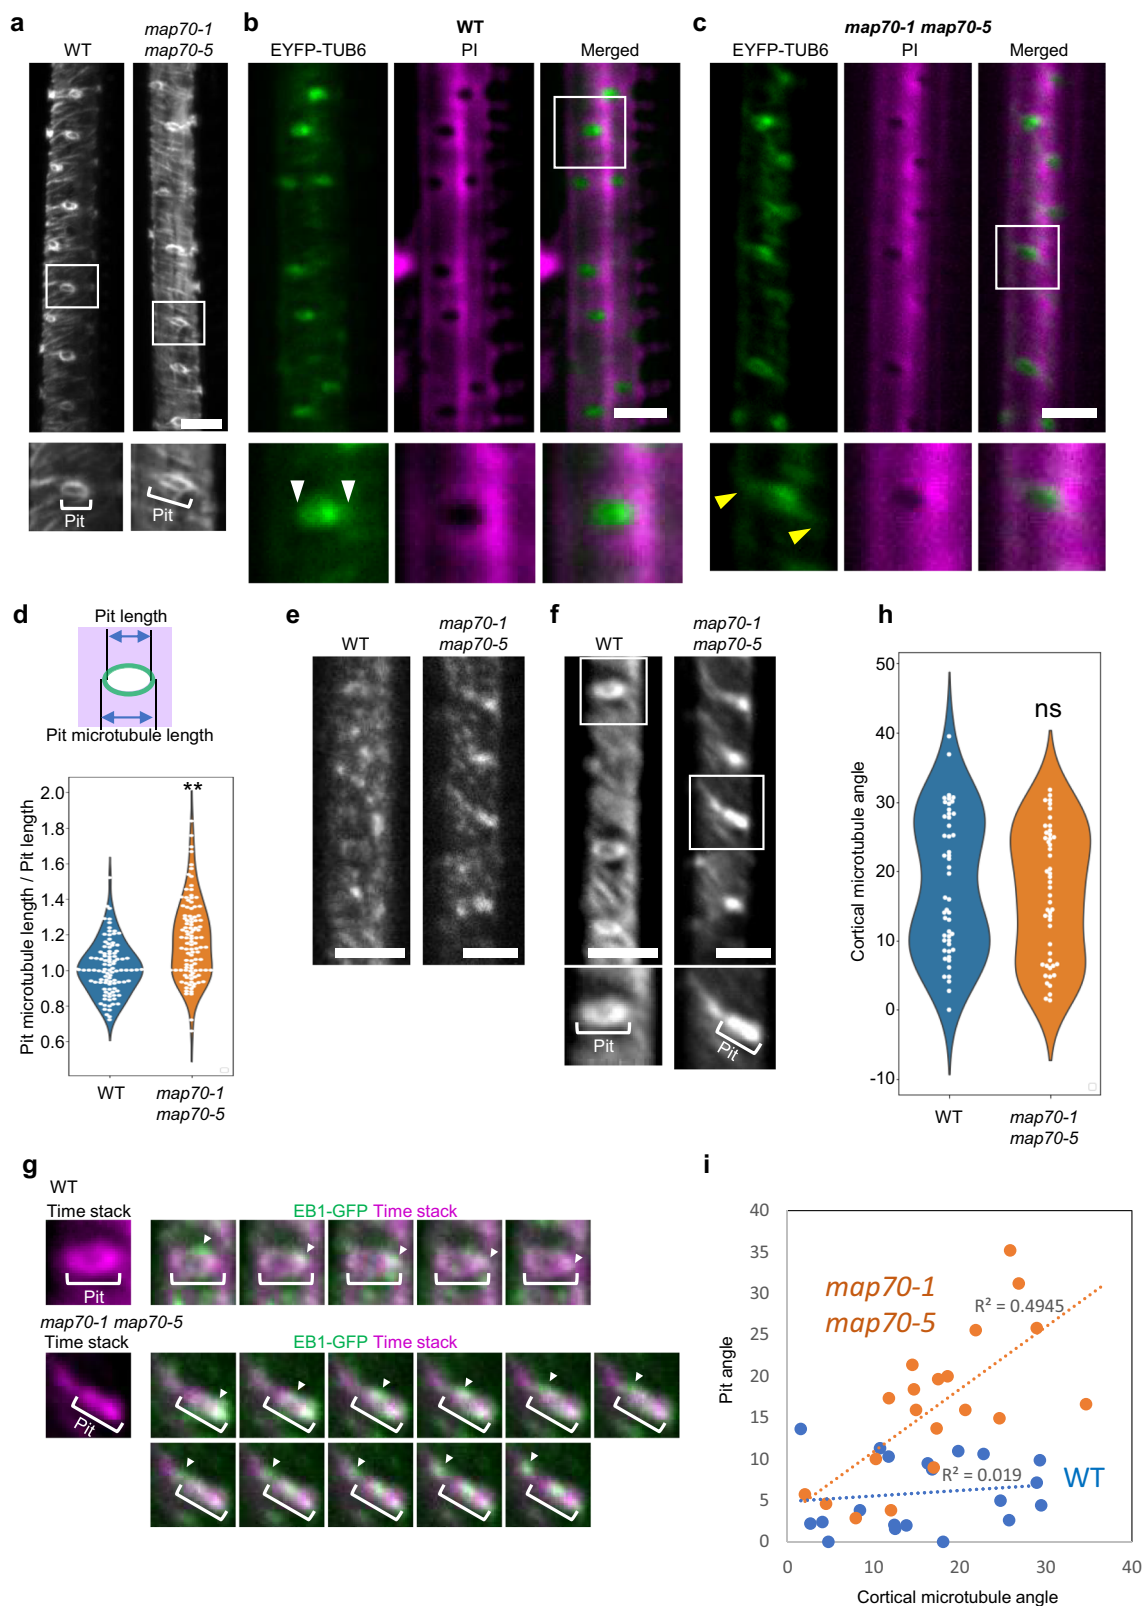 a
WT
map70-1
map70-5
Pit
Pit
b
WT
EYFP-TUB6
PI
Merged
c
map70-1 map70-5
EYFP-TUB6
PI
Merged
d
Pit length
Pit microtubule length
Pit microtubule length / Pit length
2.0
1.8
1.6
1.4
1.2
1.0
0.8
0.6
**
WT
map70-1
map70-5
e
WT
map70-1
map70-5
f
WT
map70-1
map70-5
Pit
Pit
h
Cortical microtubule angle
50
40
30
20
10
0
-10
ns
WT
map70-1
map70-5
g
WT
Time stack
EB1-GFP Time stack
Pit
map70-1 map70-5
Time stack
EB1-GFP Time stack
Pit
i
Pit angle
40
35
30
25
20
15
10
5
0
map70-1
map70-5
R² = 0.4945
R² = 0.019
WT
0
10
20
30
40
Cortical microtubule angle